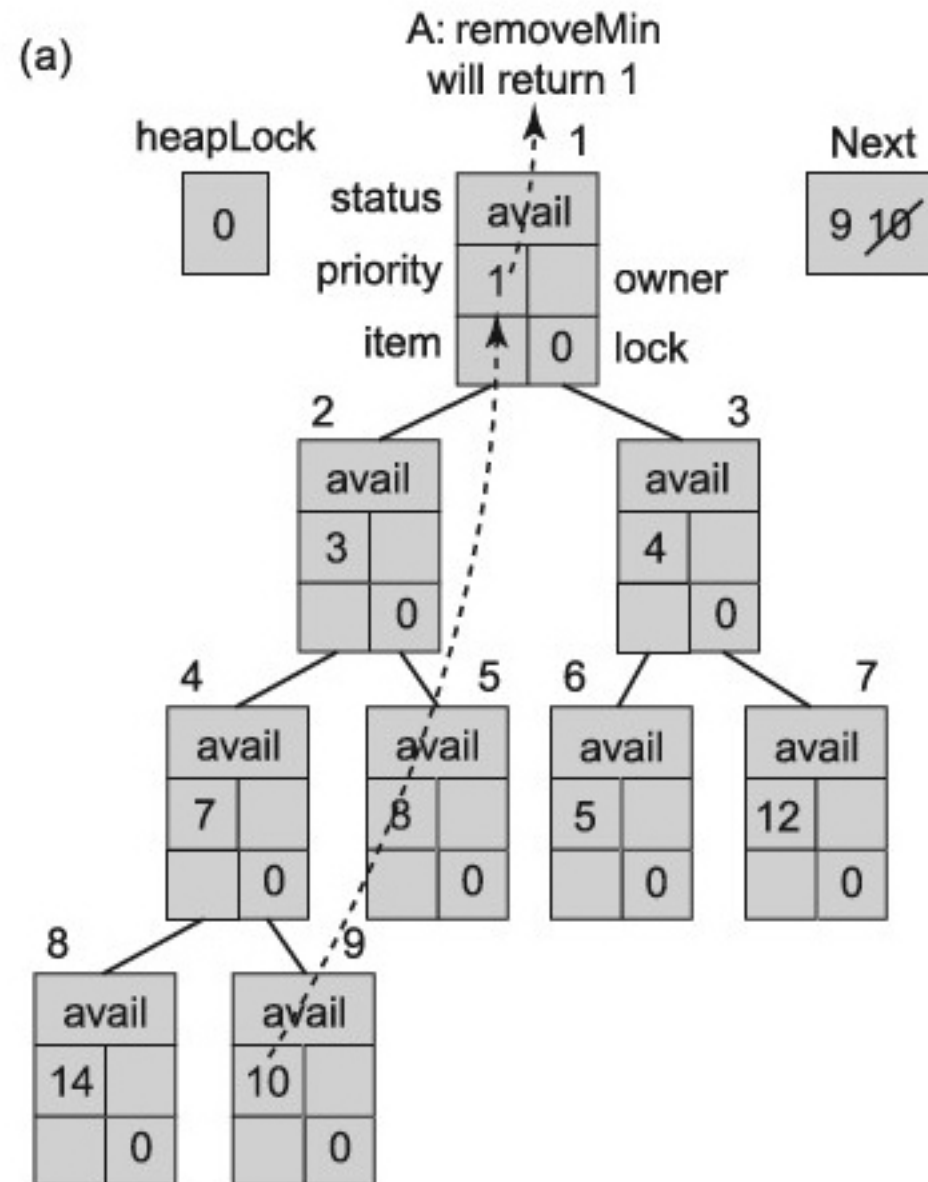 (a)
A: removeMin
will return 1
heapLock
0
1
Next
9 10
status
avail
priority
1
owner
item
0
lock
2
avail
3
0
3
avail
4
0
4
avail
7
0
5
avail
8
0
6
avail
5
0
7
avail
12
0
8
avail
14
0
9
avail
10
0